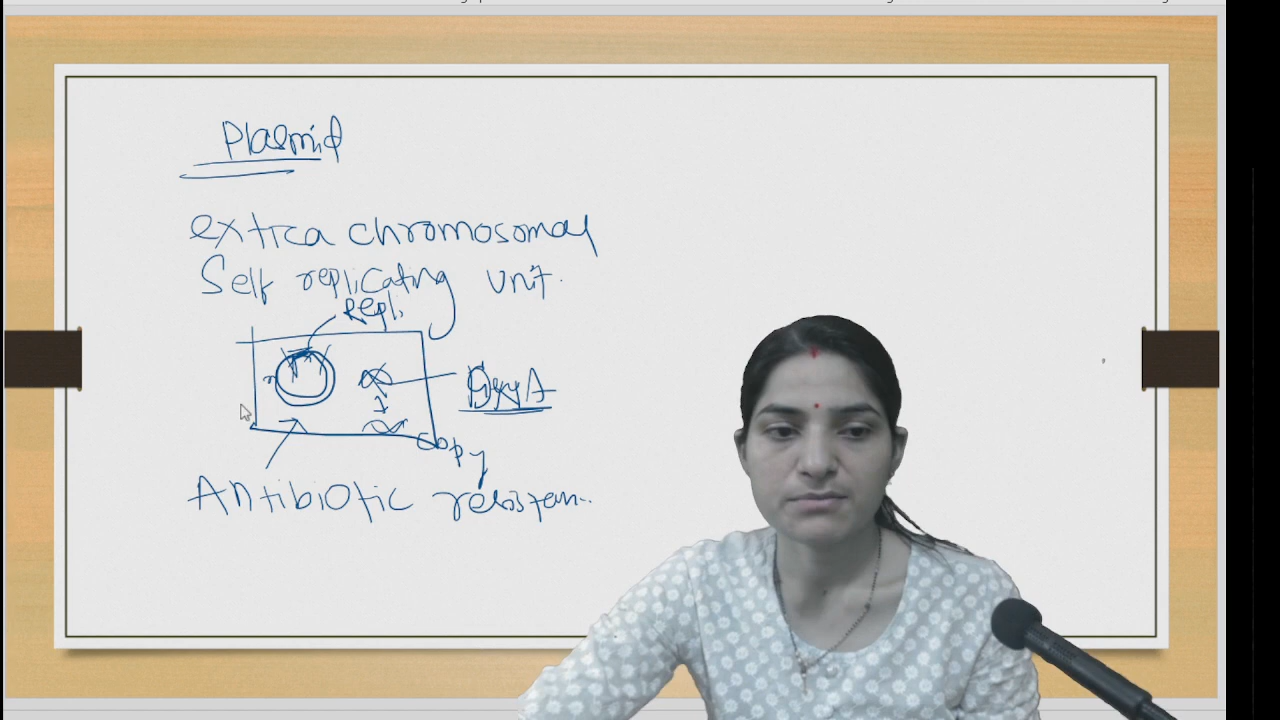 Plasmid
extra chromosomal
Self replicating unit.
Repli.
copy
Antibiotic resistan..